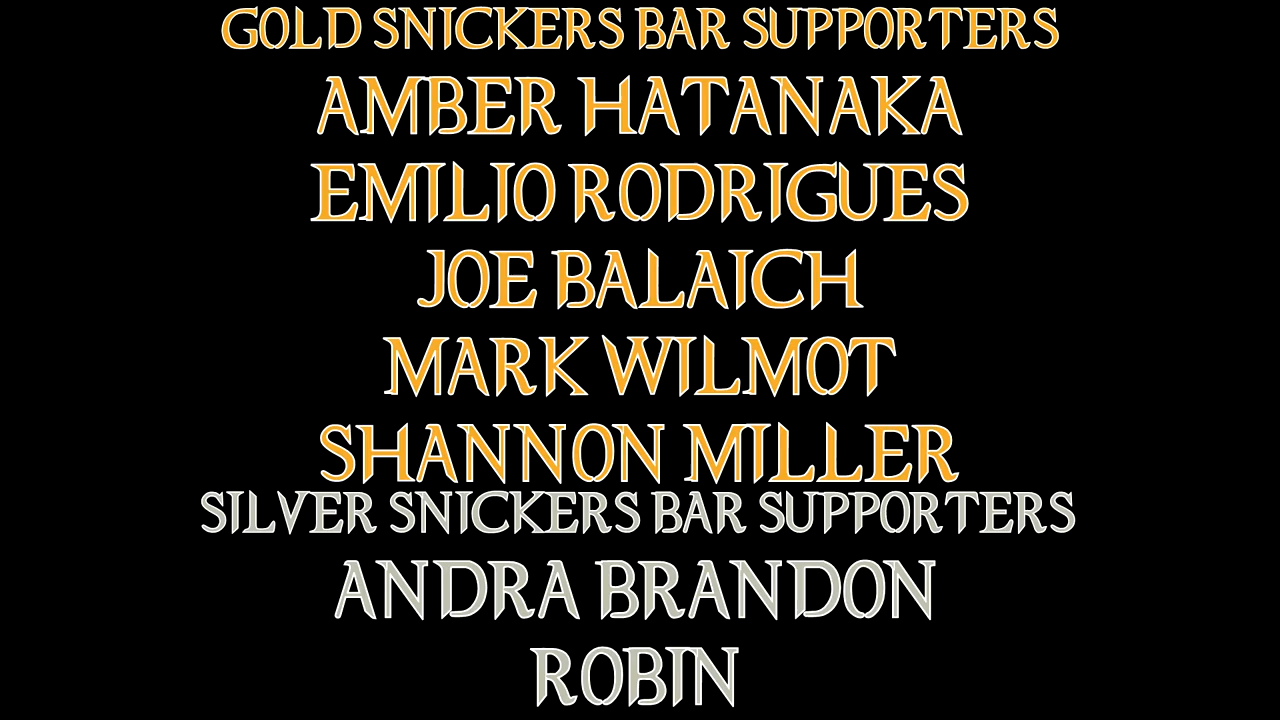 GOLD SNICKERS BAR SUPPORTERS
AMBER HATANAKA
EMILIO RODRIGUES
JOE BALAICH
MARK WILMOT
SHANNON MILLER
SILVER SNICKERS BAR SUPPORTERS
ANDRA BRANDON
ROBIN